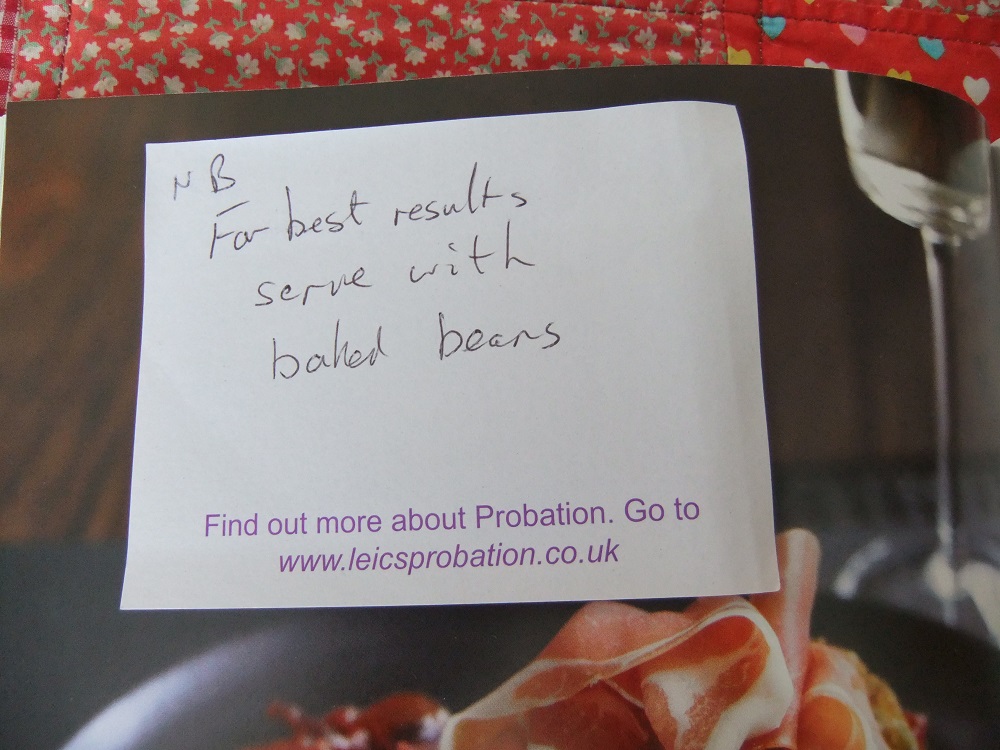 NB
For best results
serve with
baked beans
Find out more about Probation. Go to
www.leicsprobation.co.uk